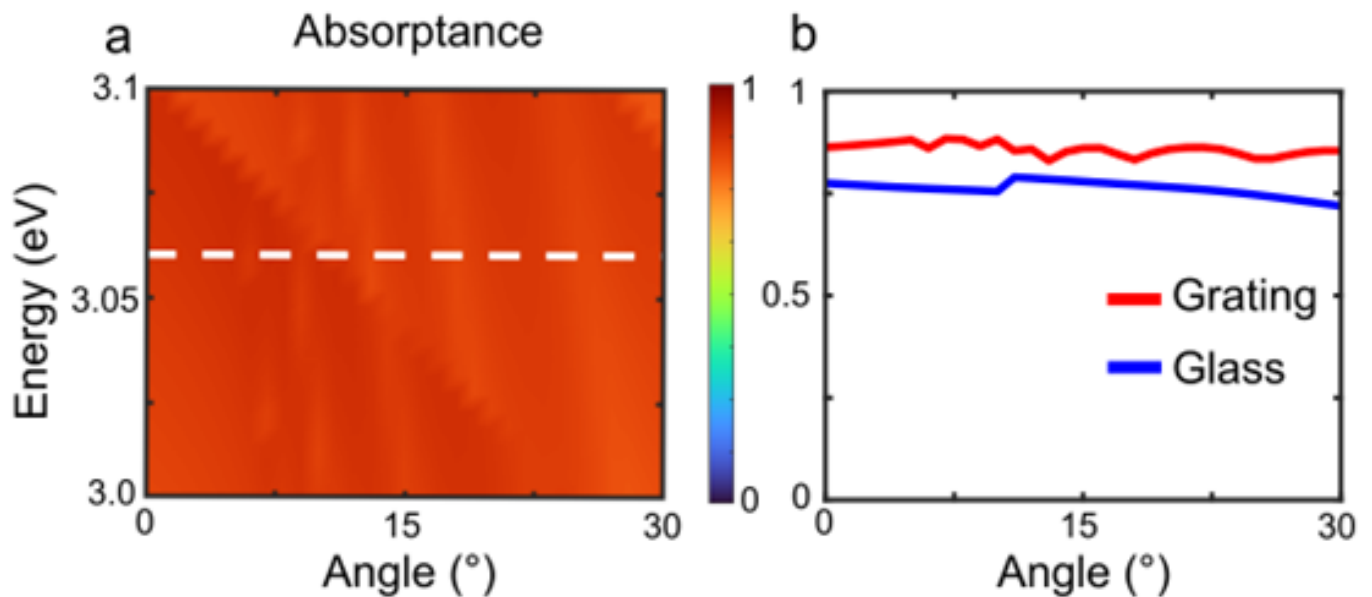 a Absorptance b
3.1 1 1
Energy (eV)
3.05 0.5
Grating
Glass
3.0 0 0
0 15 30 0 15 30
Angle (°) Angle (°)